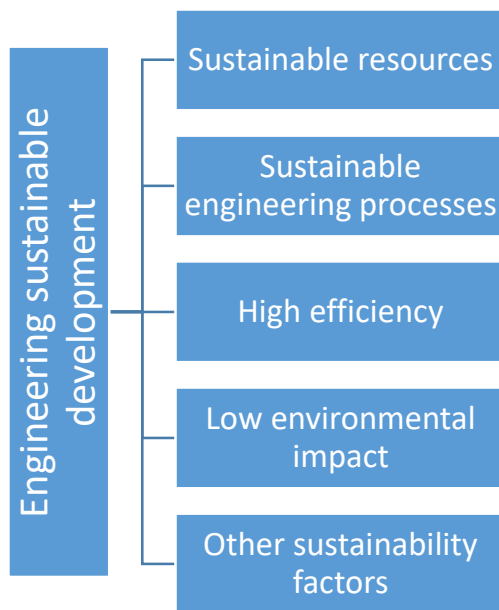 Engineering sustainable
development
Sustainable resources
Sustainable
engineering processes
High efficiency
Low environmental
impact
Other sustainability
factors